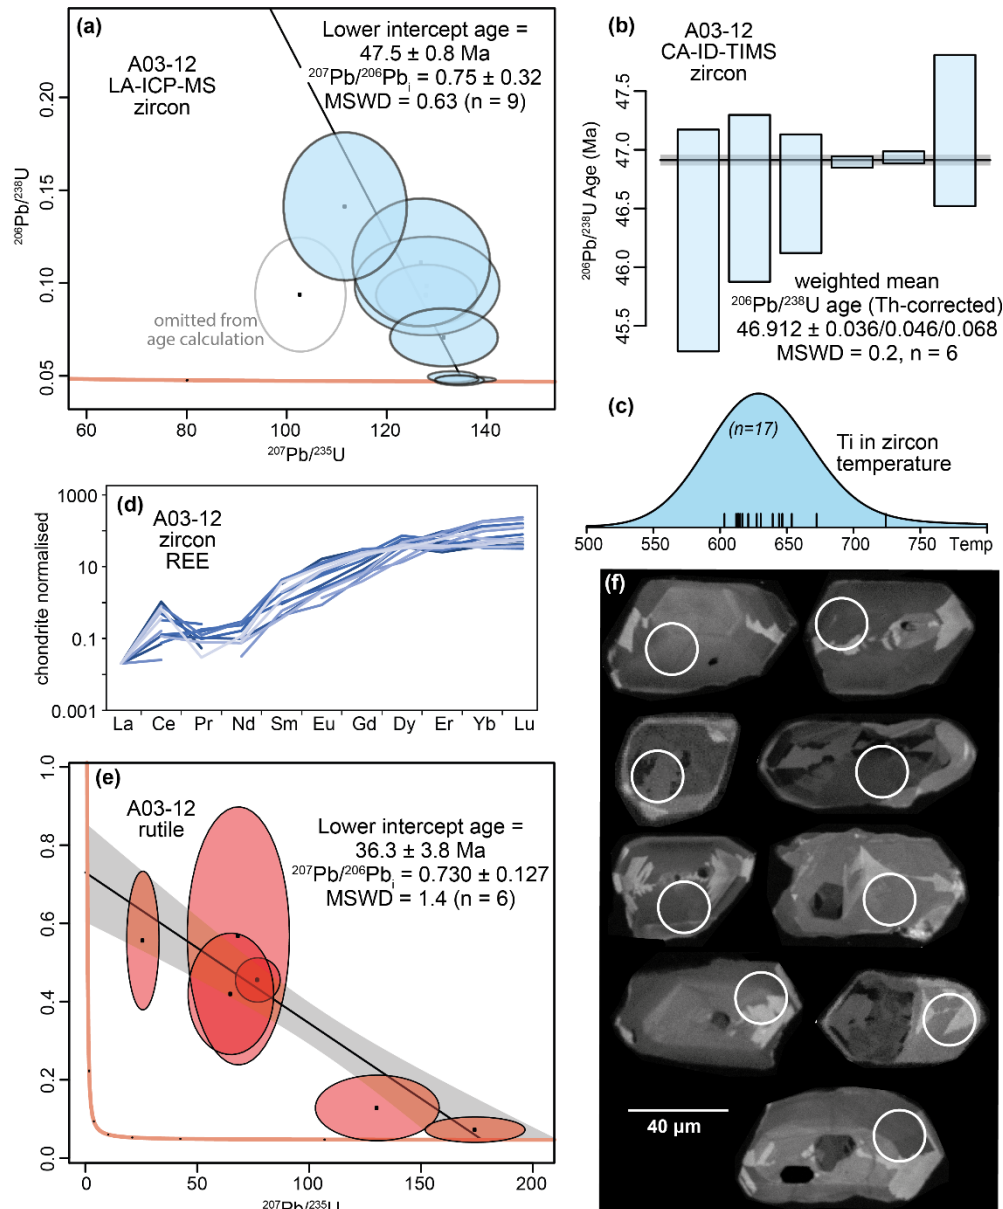 (a)
A03-12
LA-ICP-MS
zircon
Lower intercept age =
47.5 ± 0.8 Ma
²⁰⁷Pb/²⁰⁶Pbᵢ = 0.75 ± 0.32
MSWD = 0.63 (n = 9)
omitted from
age calculation
²⁰⁶Pb/²³⁸U
0.20
0.15
0.10
0.05
60 80 100 120 140
²⁰⁷Pb/²³⁵U
(b)
A03-12
CA-ID-TIMS
zircon
²⁰⁶Pb/²³⁸U Age (Ma)
47.5
47.0
46.5
46.0
45.5
weighted mean
²⁰⁶Pb/²³⁸U age (Th-corrected)
46.912 ± 0.036/0.046/0.068
MSWD = 0.2, n = 6
(c)
(n=17)
Ti in zircon
temperature
500 550 600 650 700 750 Temp
(d)
A03-12
zircon
REE
chondrite normalised
1000
10
0.1
0.001
La Ce Pr Nd Sm Eu Gd Dy Er Yb Lu
(e)
A03-12
rutile
Lower intercept age =
36.3 ± 3.8 Ma
²⁰⁷Pb/²⁰⁶Pbᵢ = 0.730 ± 0.127
MSWD = 1.4 (n = 6)
1.0
0.8
0.6
0.4
0.2
0.0
0 50 100 150 200
²⁰⁷Pb/²³⁵U
(f)
40 µm